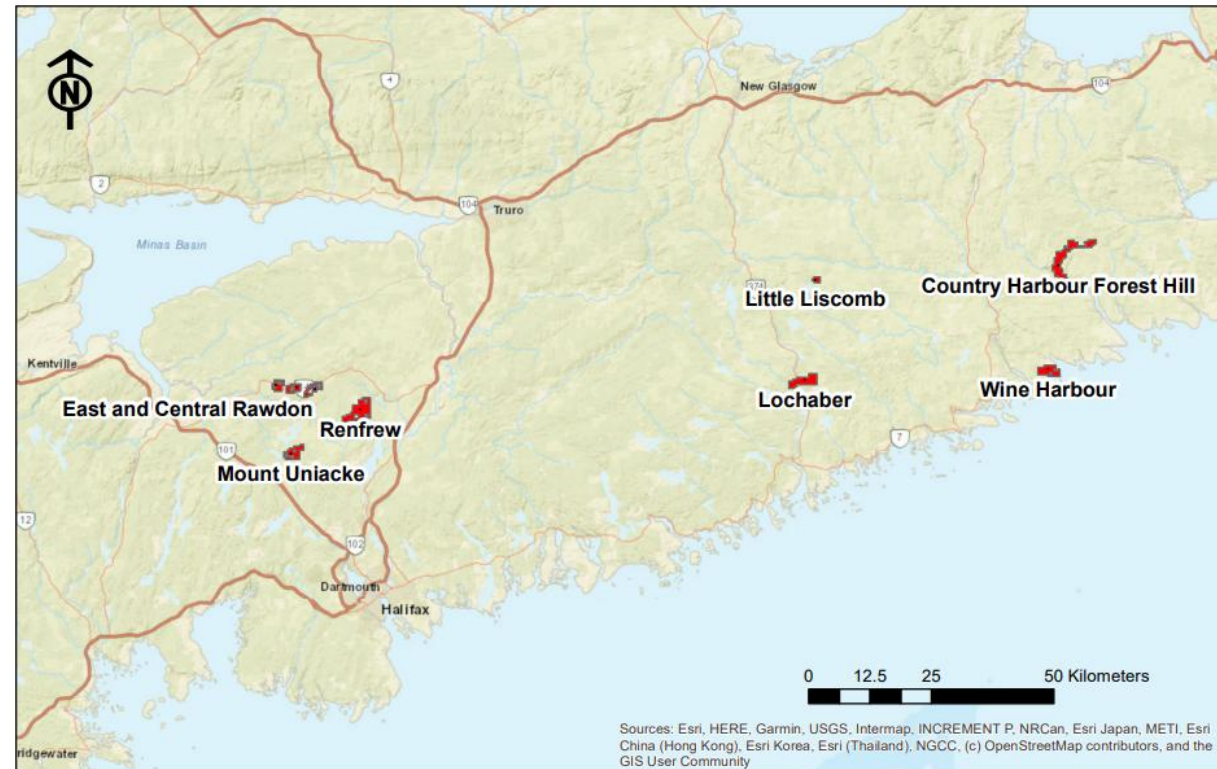 N
4
104
New Glasgow
2
104
Truro
Minas Basin
Country Harbour Forest Hill
374
Little Liscomb
Kentville
East and Central Rawdon
Lochaber
Wine Harbour
Renfrew
7
101
Mount Uniacke
12
102
Dartmouth
Halifax
0 12.5 25 50 Kilometers
Sources: Esri, HERE, Garmin, USGS, Intermap, INCREMENT P, NRCan, Esri Japan, METI, Esri
China (Hong Kong), Esri Korea, Esri (Thailand), NGCC, (c) OpenStreetMap contributors, and the
GIS User Community
ridgewater